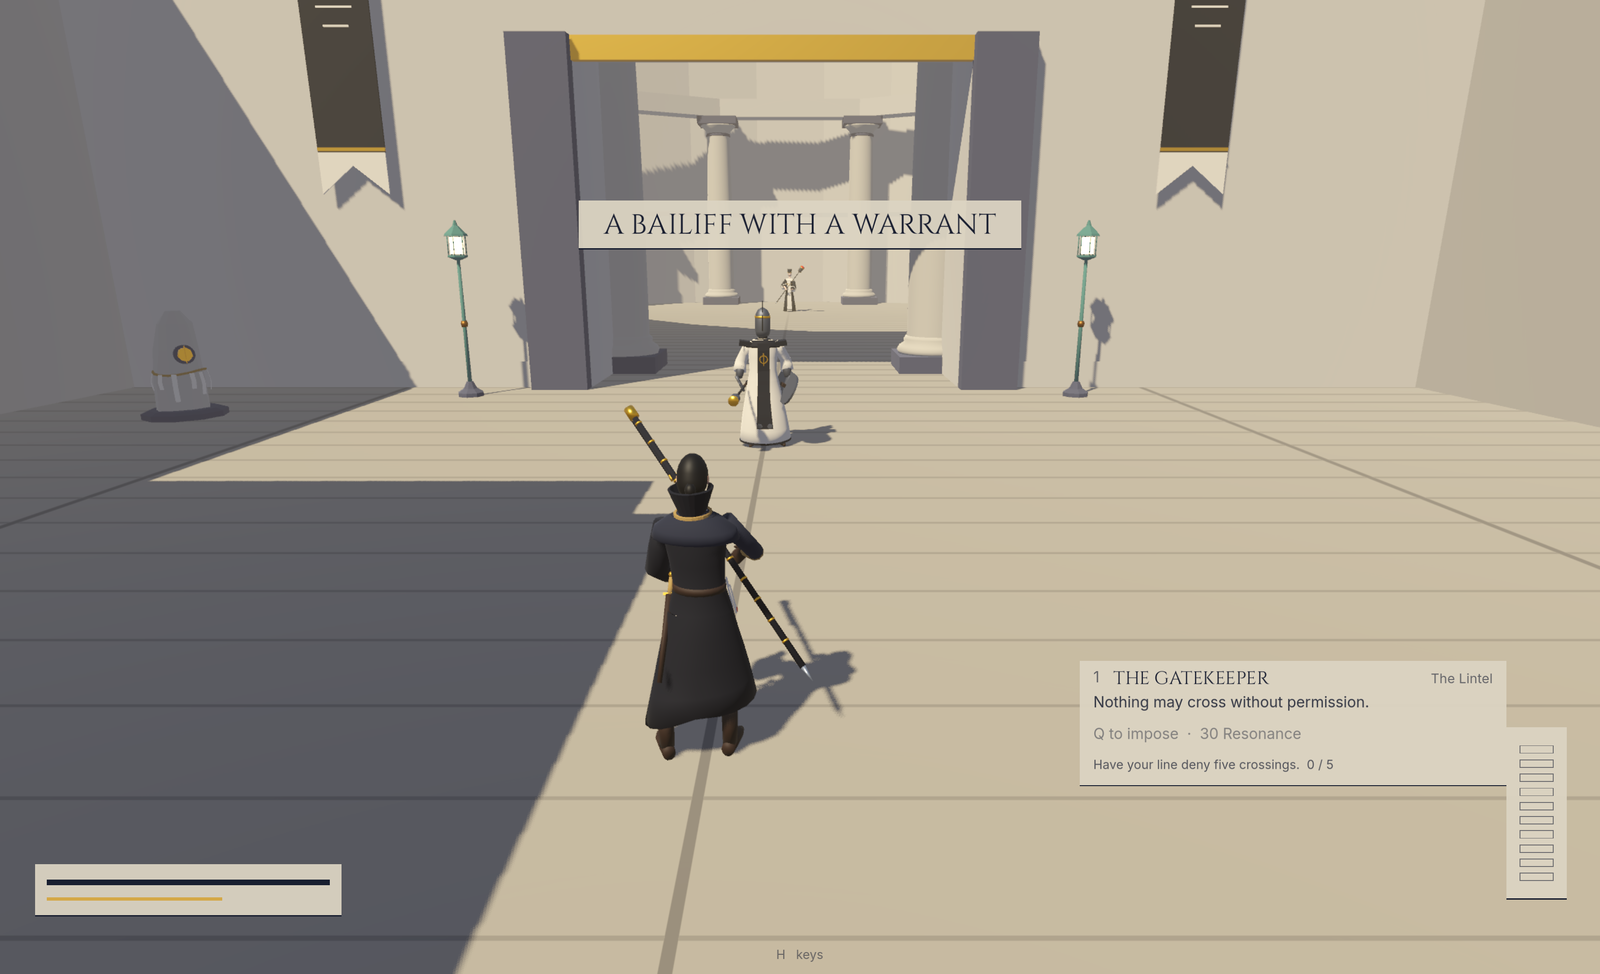 A BAILIFF WITH A WARRANT
1 THE GATEKEEPER The Lintel
Nothing may cross without permission.
Q to impose · 30 Resonance
Have your line deny five crossings. 0 / 5
H keys